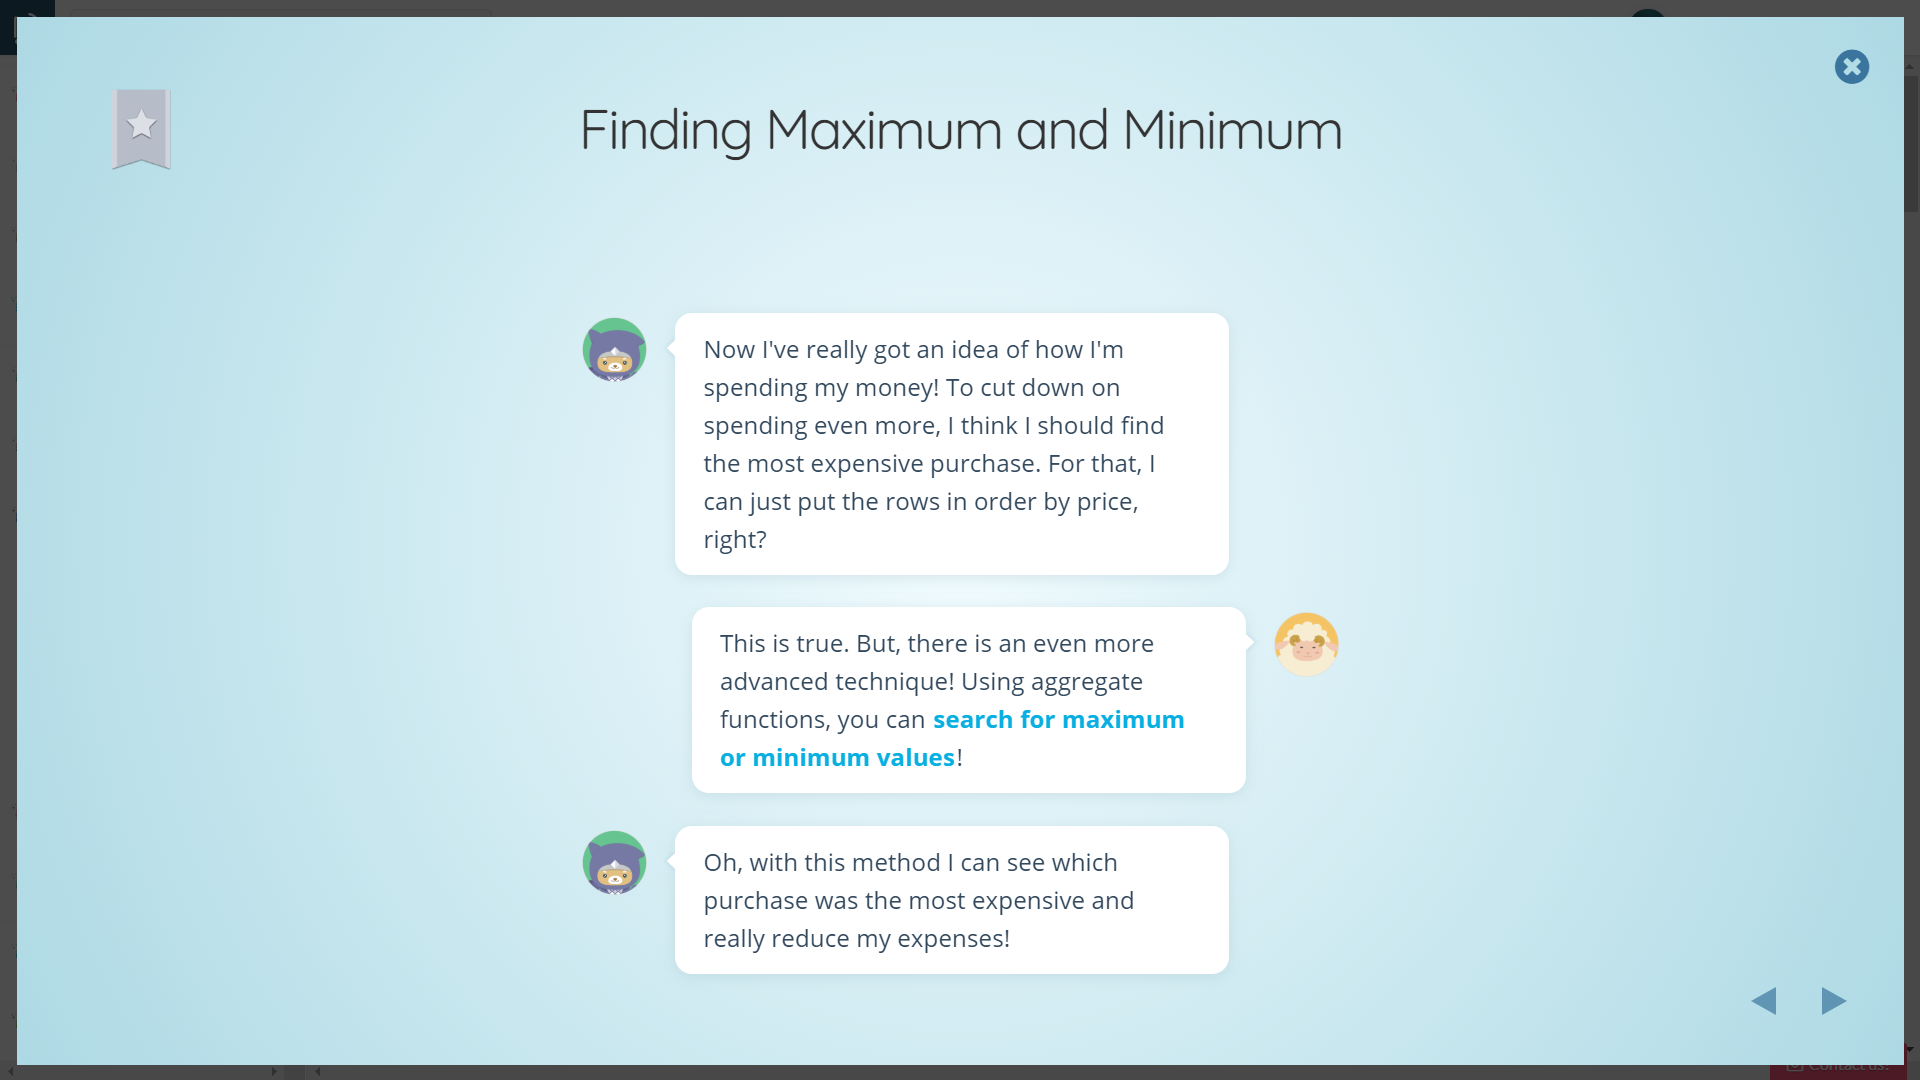 Finding Maximum and Minimum
Now I've really got an idea of how I'm
spending my money! To cut down on
spending even more, I think I should find
the most expensive purchase. For that, I
can just put the rows in order by price,
right?
This is true. But, there is an even more
advanced technique! Using aggregate
functions, you can search for maximum
or minimum values!
Oh, with this method I can see which
purchase was the most expensive and
really reduce my expenses!
Contact us!